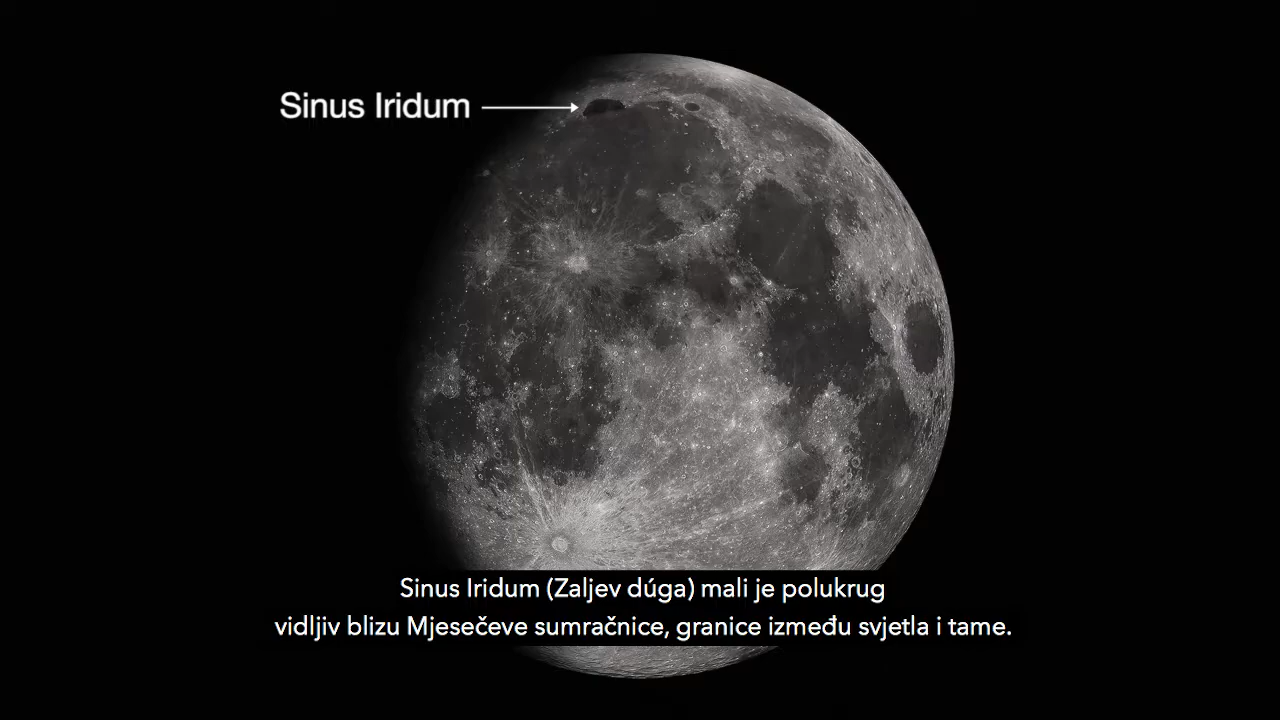 Sinus Iridum
Sinus Iridum (Zaljev dúga) mali je polukrug
vidljiv blizu Mjesečeve sumračnice, granice između svjetla i tame.